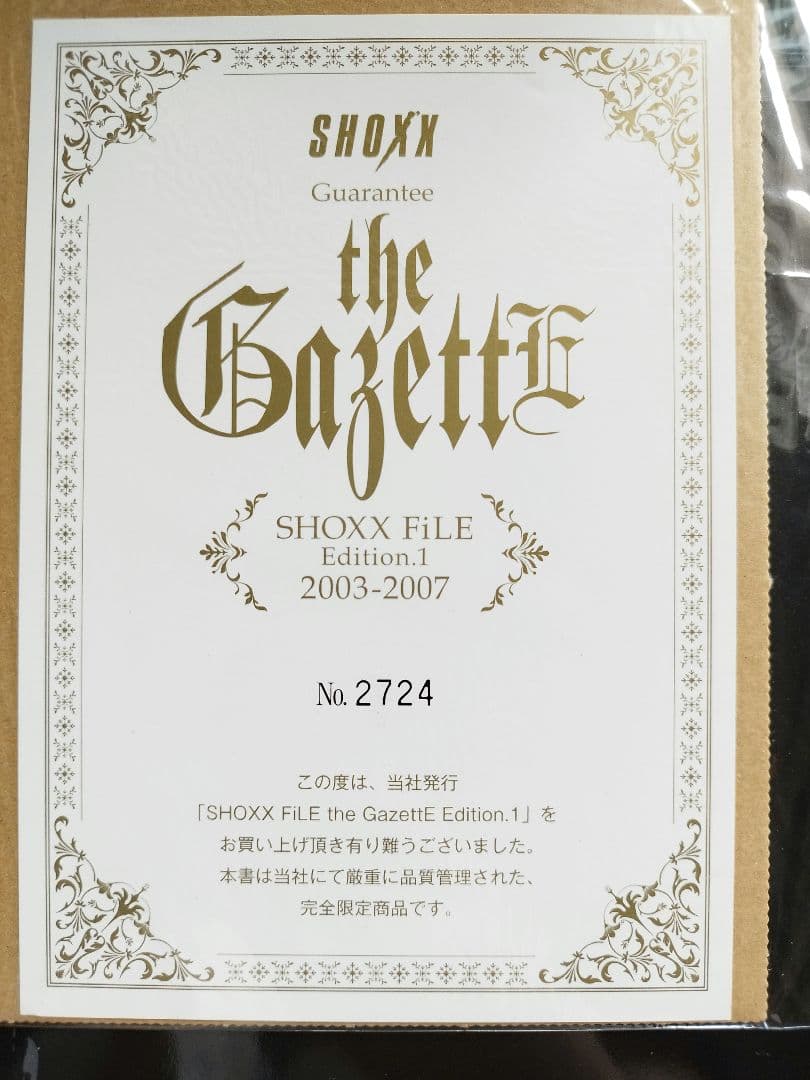 SHOXX
Guarantee
the
GazettE
SHOXX FiLE
Edition.1
2003-2007
No. 2724
この度は、当社発行
「SHOXX FiLE the GazettE Edition.1」を
お買い上げ頂き有り難うございました。
本書は当社にて厳重に品質管理された、
完全限定商品です。